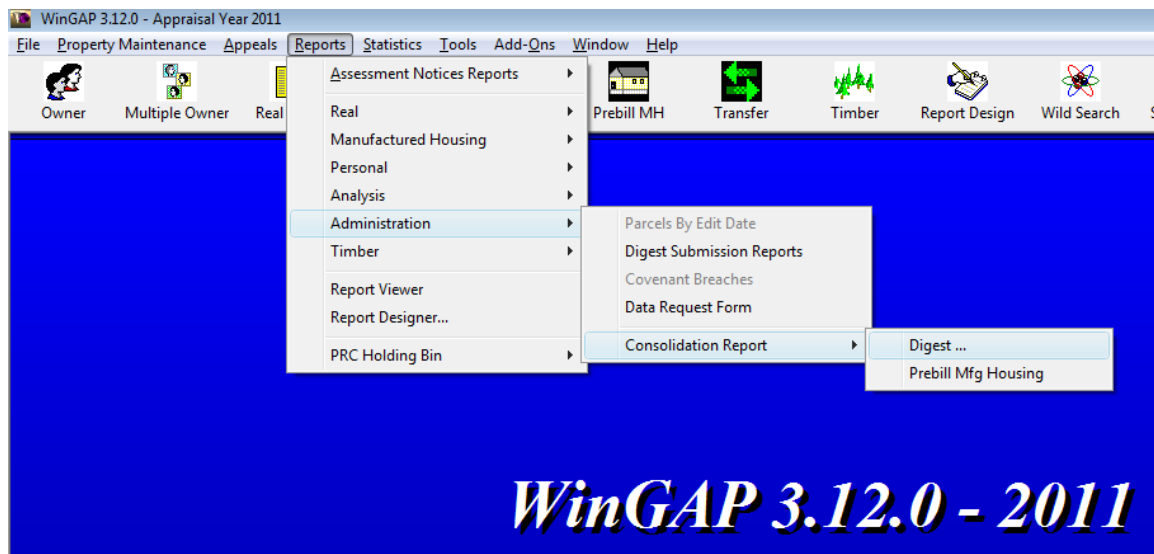 WinGAP 3.12.0 - Appraisal Year 2011
File Property Maintenance Appeals Reports Statistics Tools Add-Ons Window Help
Owner Multiple Owner Real Prebill MH Transfer Timber Report Design Wild Search
Assessment Notices Reports
Real
Manufactured Housing
Personal
Analysis
Administration
Timber
Report Viewer
Report Designer...
PRC Holding Bin
Parcels By Edit Date
Digest Submission Reports
Covenant Breaches
Data Request Form
Consolidation Report
Digest ...
Prebill Mfg Housing
WinGAP 3.12.0 - 2011